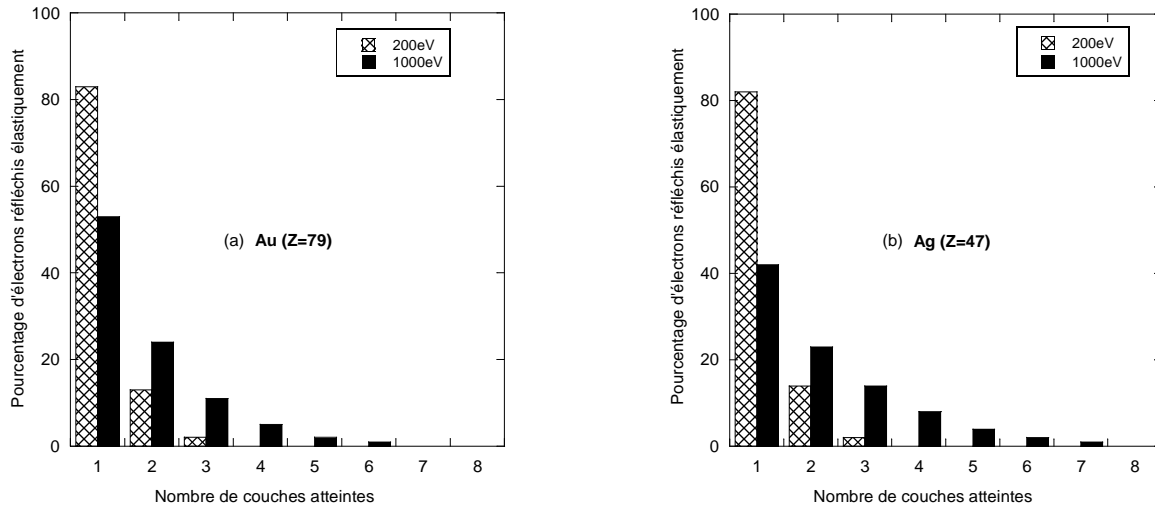 Pourcentage d'électrons réfléchis élastiquement
100
80
60
40
20
0
200eV
1000eV
(a) Au (Z=79)
1 2 3 4 5 6 7 8
Nombre de couches atteintes
Pourcentage d'électrons réfléchis élastiquement
100
80
60
40
20
0
200eV
1000eV
(b) Ag (Z=47)
1 2 3 4 5 6 7 8
Nombre de couches atteintes